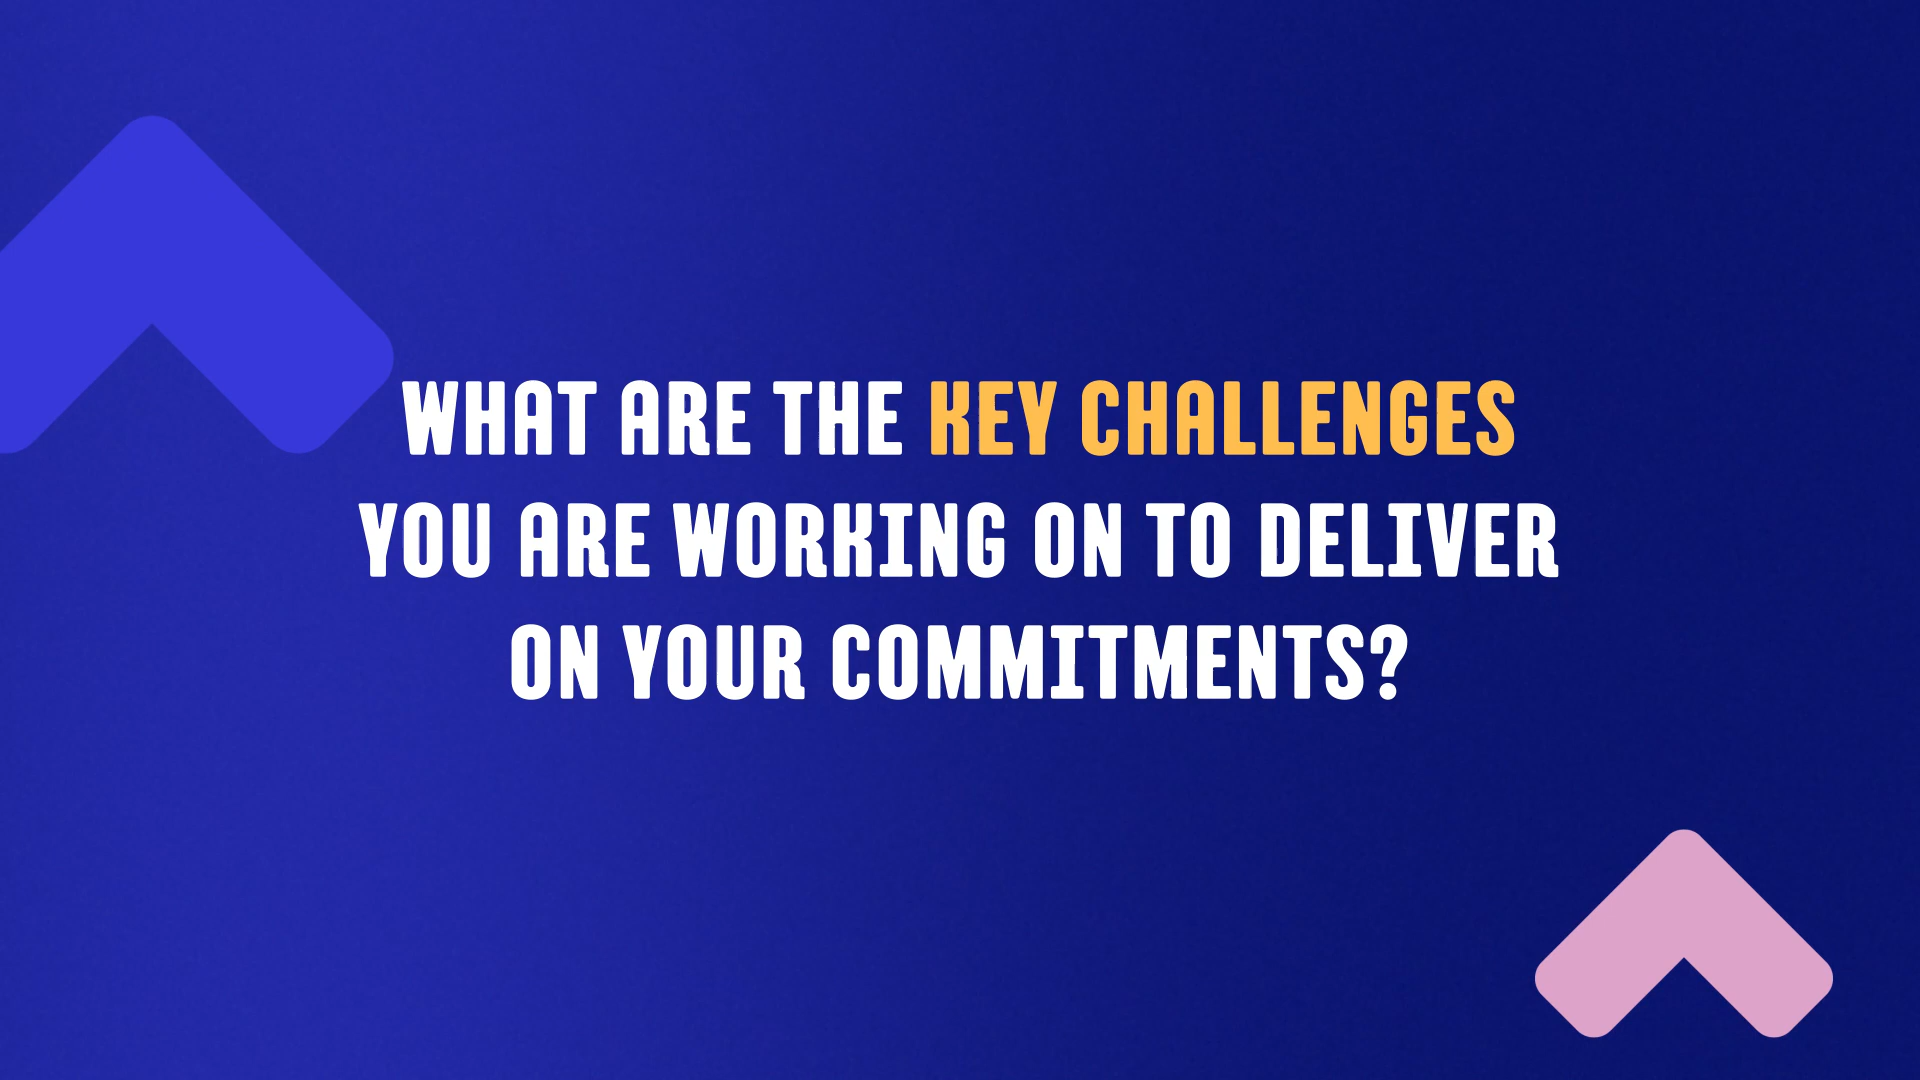 WHAT ARE THE KEY CHALLENGES
YOU ARE WORKING ON TO DELIVER
ON YOUR COMMITMENTS?